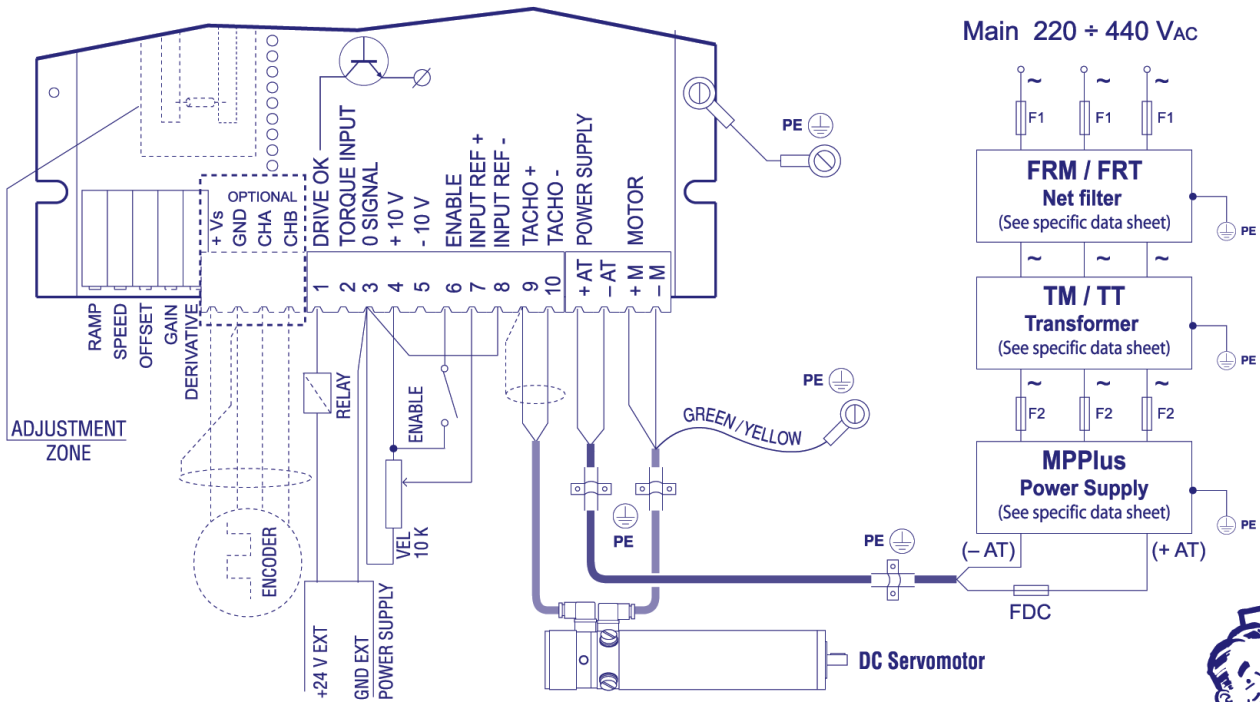 Main 220 ÷ 440 VAC
~ ~ ~
F1 F1 F1
FRM / FRT
Net filter
(See specific data sheet)
PE
~ ~ ~
TM / TT
Transformer
(See specific data sheet)
PE
~ ~ ~
F2 F2 F2
MPPlus
Power Supply
(See specific data sheet)
PE
(– AT)
(+ AT)
FDC
PE
OPTIONAL
+ Vs
GND
CHA
CHB
DRIVE OK
TORQUE INPUT
0 SIGNAL
+ 10 V
- 10 V
ENABLE
INPUT REF +
INPUT REF -
TACHO +
TACHO -
POWER SUPPLY
MOTOR
1
2
3
4
5
6
7
8
9
10
+ AT
– AT
+ M
– M
RAMP
SPEED
OFFSET
GAIN
DERIVATIVE
ADJUSTMENT
ZONE
RELAY
ENABLE
VEL
10 K
ENCODER
+24 V EXT
GND EXT
POWER SUPPLY
PE
GREEN/YELLOW
PE
PE
DC Servomotor